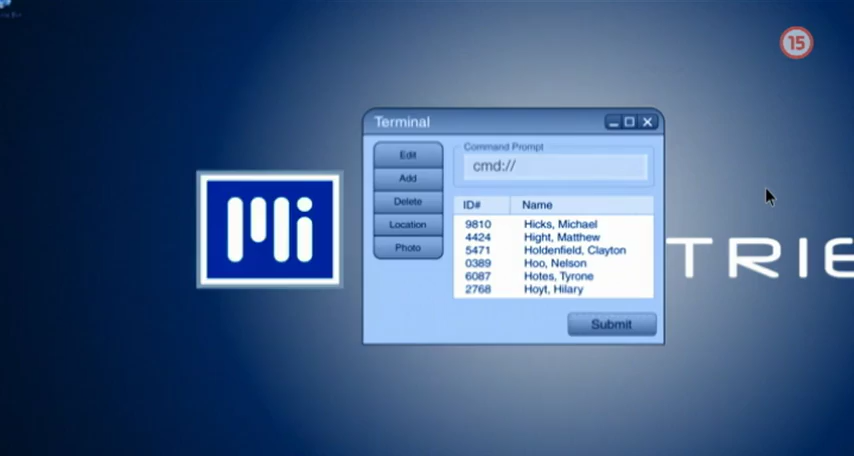 15
Terminal
Edit
Add
Delete
Location
Photo
Command Prompt
cmd://
ID# Name
9810 Hicks, Michael
4424 Hight, Matthew
5471 Holdenfield, Clayton
0389 Hoo, Nelson
6087 Hotes, Tyrone
2768 Hoyt, Hilary
Submit
Mi
TRIE